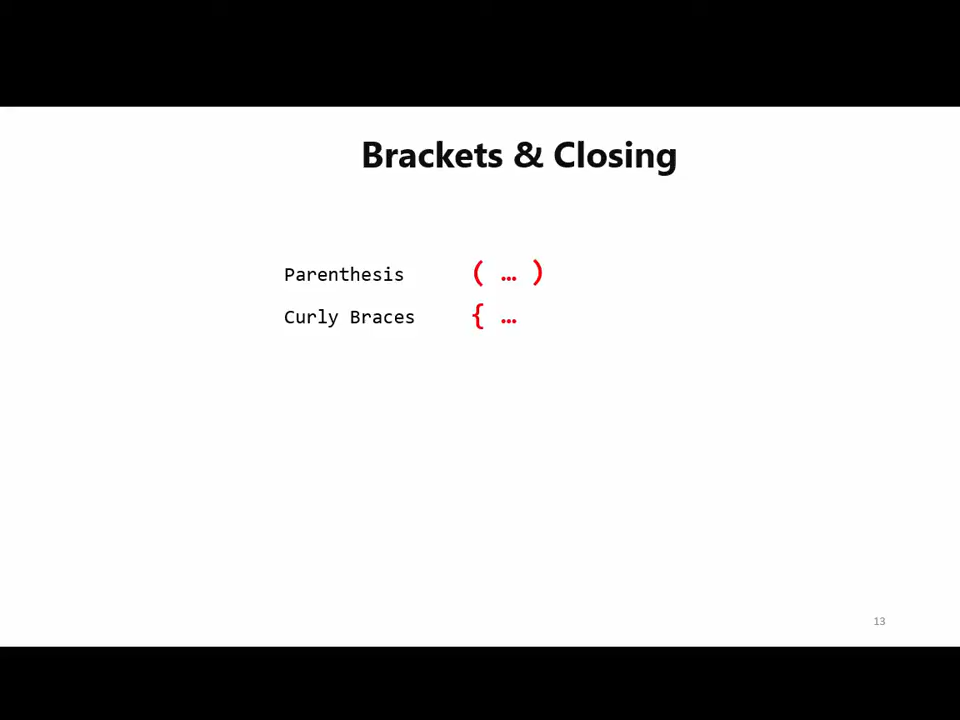 Brackets & Closing
Parenthesis ( … )
Curly Braces { …
13